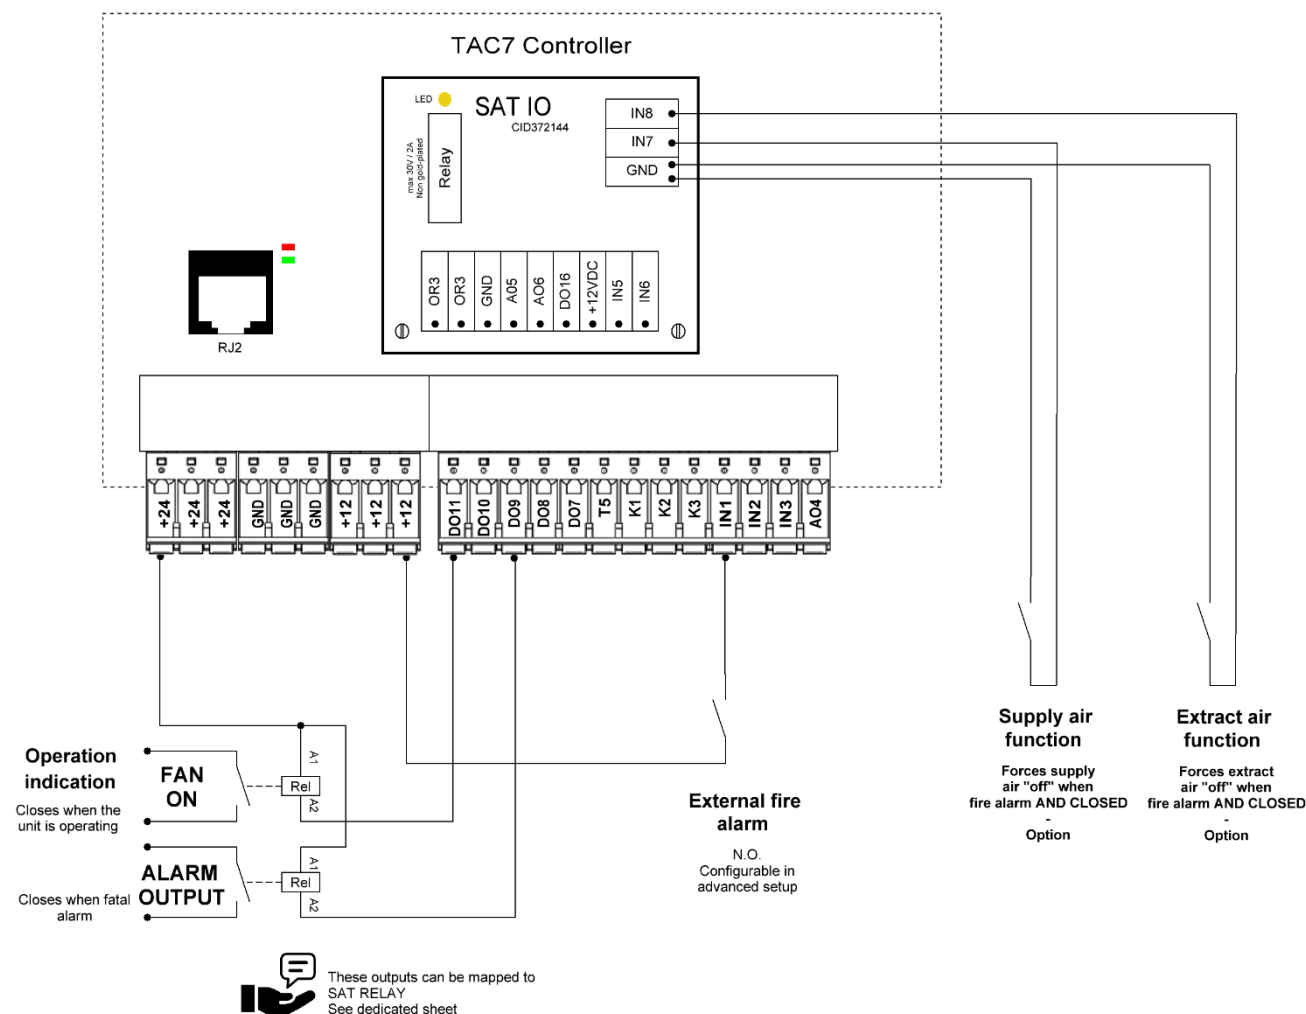 TAC7 Controller
LED
SAT IO
CID372144
max 30V / 2A
Non gold-plated
Relay
IN8
IN7
GND
OR3
OR3
GND
A05
AO6
DO16
+12VDC
IN5
IN6
RJ2
+24
+24
+24
GND
GND
GND
+12
+12
+12
DO11
DO10
DO9
DO8
DO7
T5
K1
K2
K3
IN1
IN2
IN3
AO4
Operation
indication
Closes when the
unit is operating
FAN
ON
A1
Rel
A2
ALARM
OUTPUT
Closes when fatal
alarm
A1
Rel
A2
External fire
alarm
N.O.
Configurable in
advanced setup
Supply air
function
Forces supply
air "off" when
fire alarm AND CLOSED
-
Option
Extract air
function
Forces extract
air "off" when
fire alarm AND CLOSED
-
Option
These outputs can be mapped to
SAT RELAY
See dedicated sheet